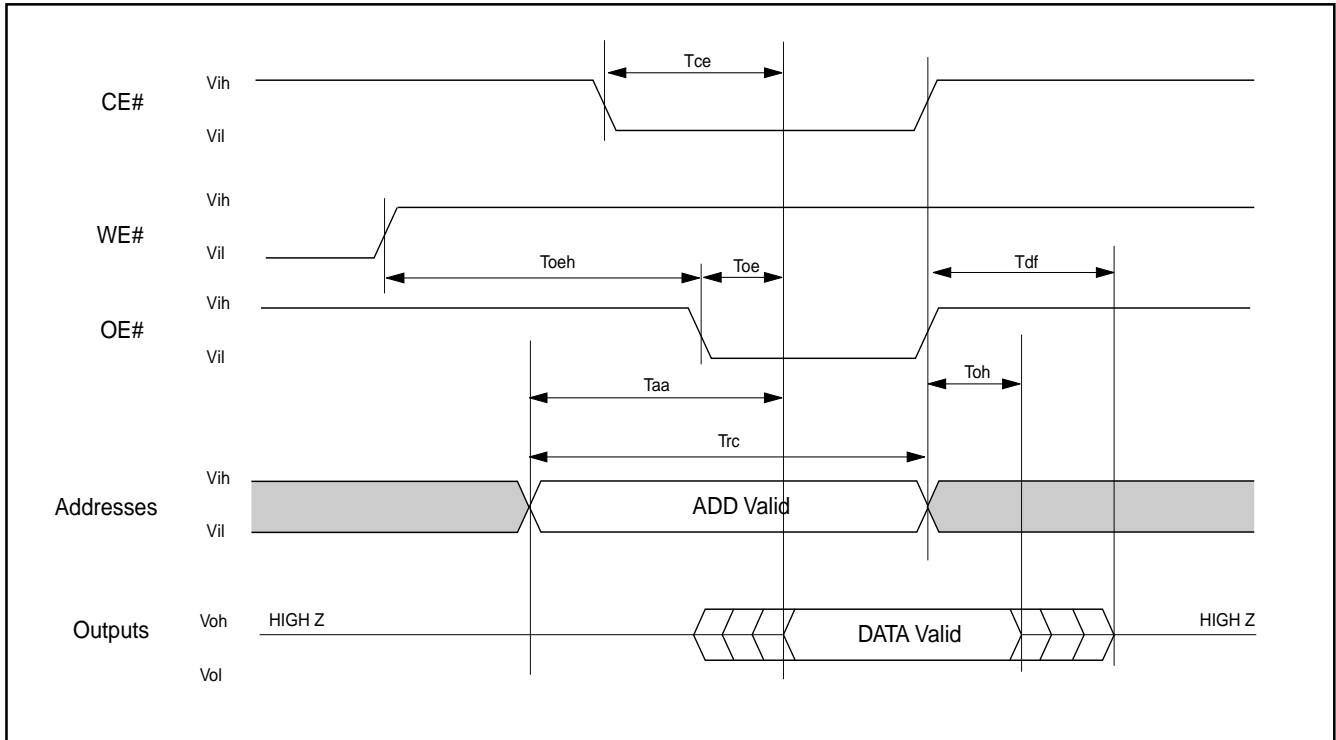 Tce
Vih
CE#
Vil
Vih
WE#
Vil
Toeh
Toe
Tdf
Vih
OE#
Vil
Toh
Taa
Trc
Vih
Addresses
ADD Valid
Vil
Voh
HIGH Z
HIGH Z
Outputs
DATA Valid
Vol